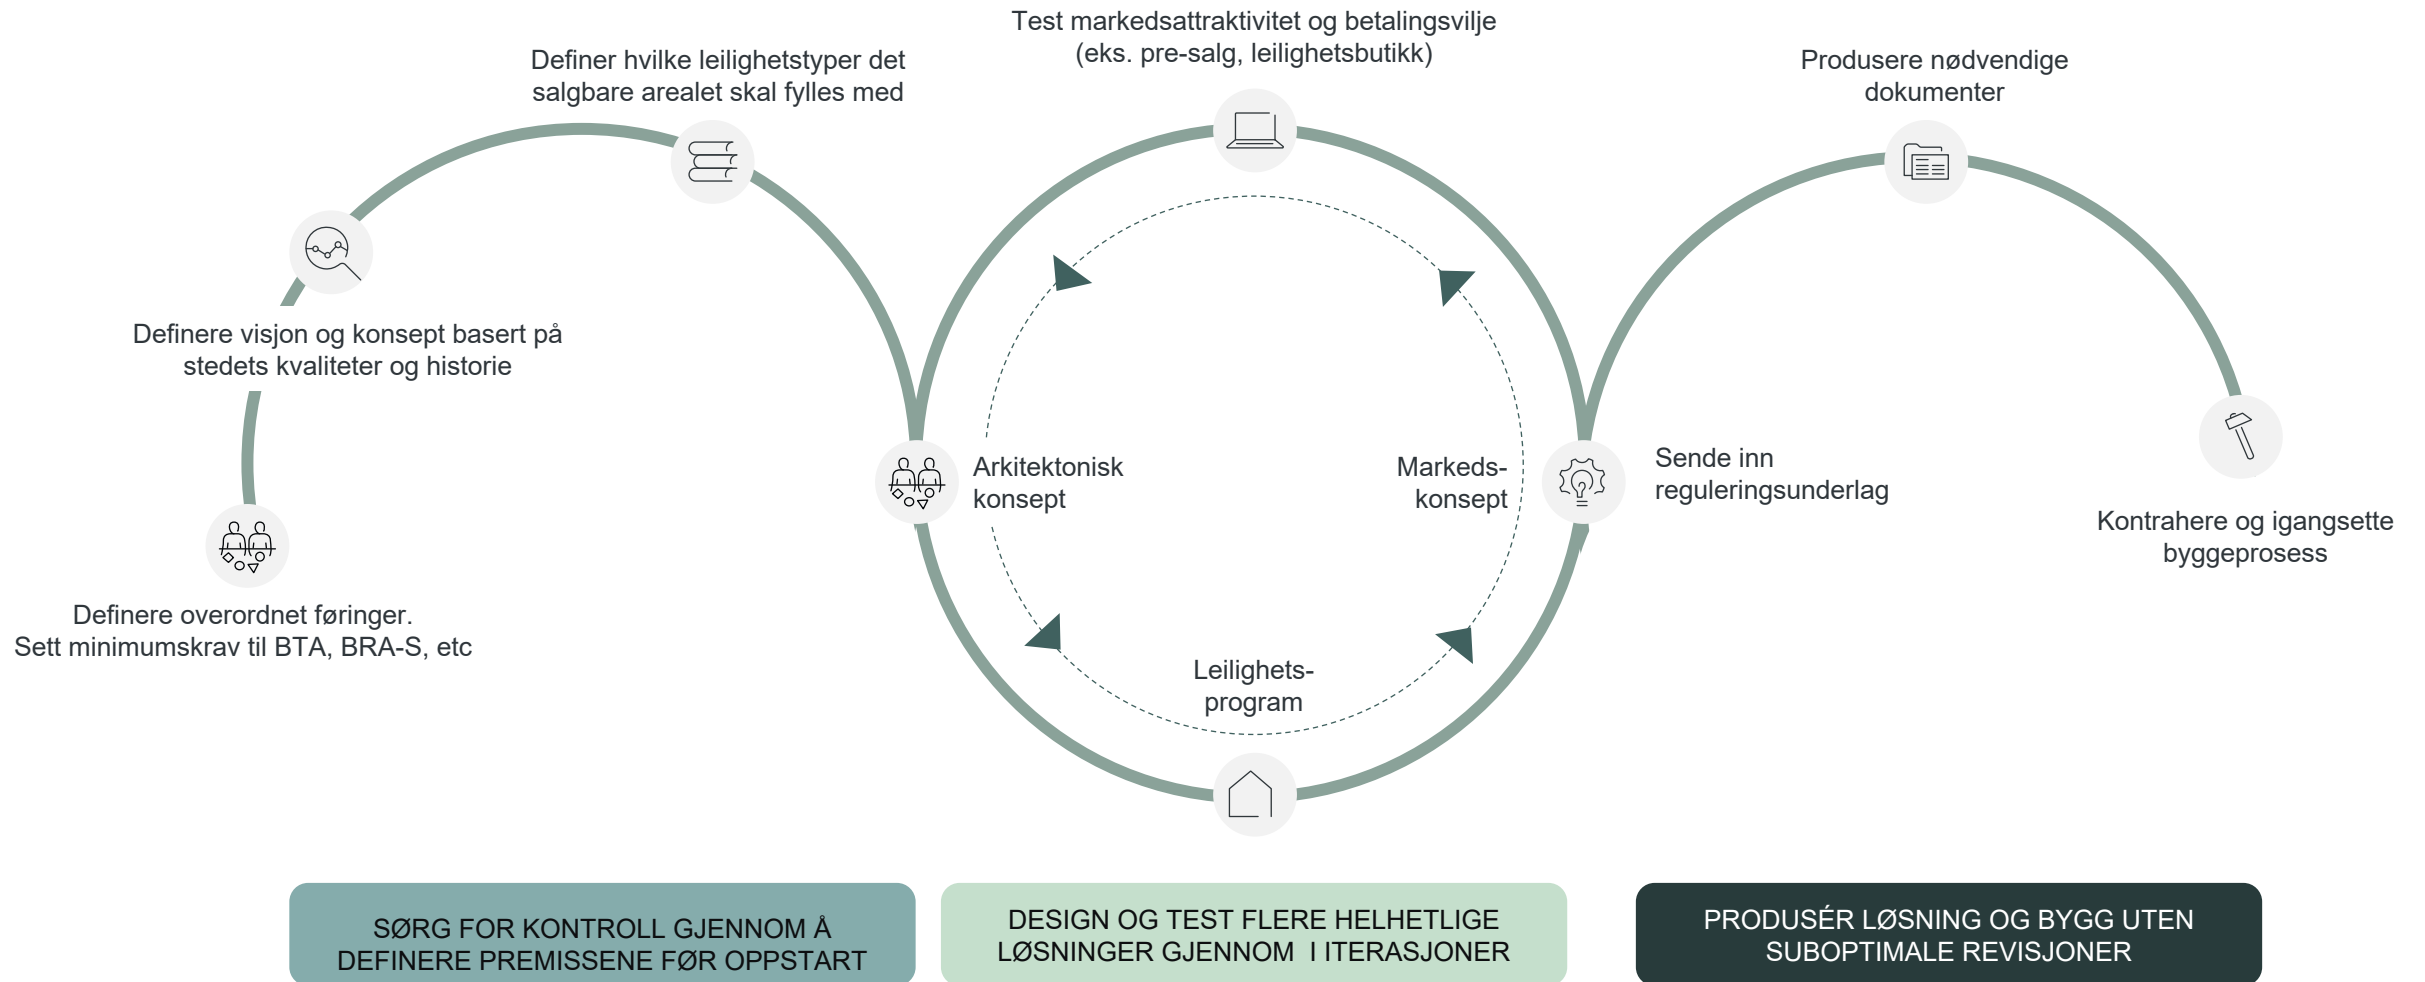 Test markedsattraktivitet og betalingsvilje
(eks. pre-salg, leilighetsbutikk)
Definer hvilke leilighetstyper det
salgbare arealet skal fylles med
Produsere nødvendige
dokumenter
Definere visjon og konsept basert på
stedets kvaliteter og historie
Arkitektonisk
konsept
Markeds-
konsept
Sende inn
reguleringsunderlag
Kontrahere og igangsette
byggeprosess
Definere overordnet føringer.
Sett minimumskrav til BTA, BRA-S, etc
Leilighets-
program
SØRG FOR KONTROLL GJENNOM Å
DEFINERE PREMISSENE FØR OPPSTART
DESIGN OG TEST FLERE HELHETLIGE
LØSNINGER GJENNOM  I ITERASJONER
PRODUSÉR LØSNING OG BYGG UTEN
SUBOPTIMALE REVISJONER